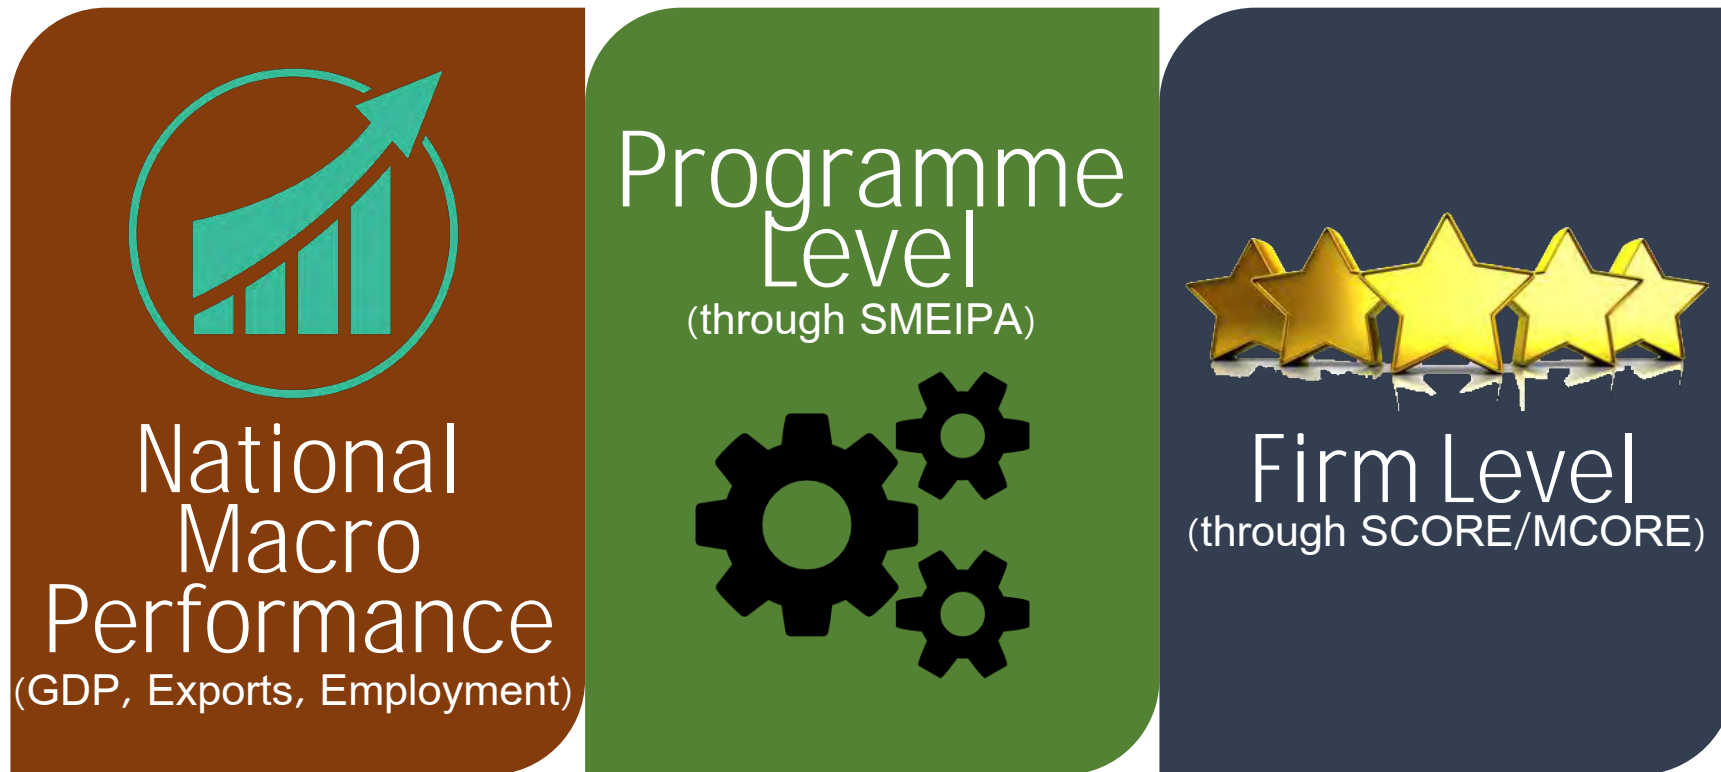 National
Macro
Performance
(GDP, Exports, Employment)
Programme
Level
(through SMEIPA)
Firm Level
(through SCORE/MCORE)